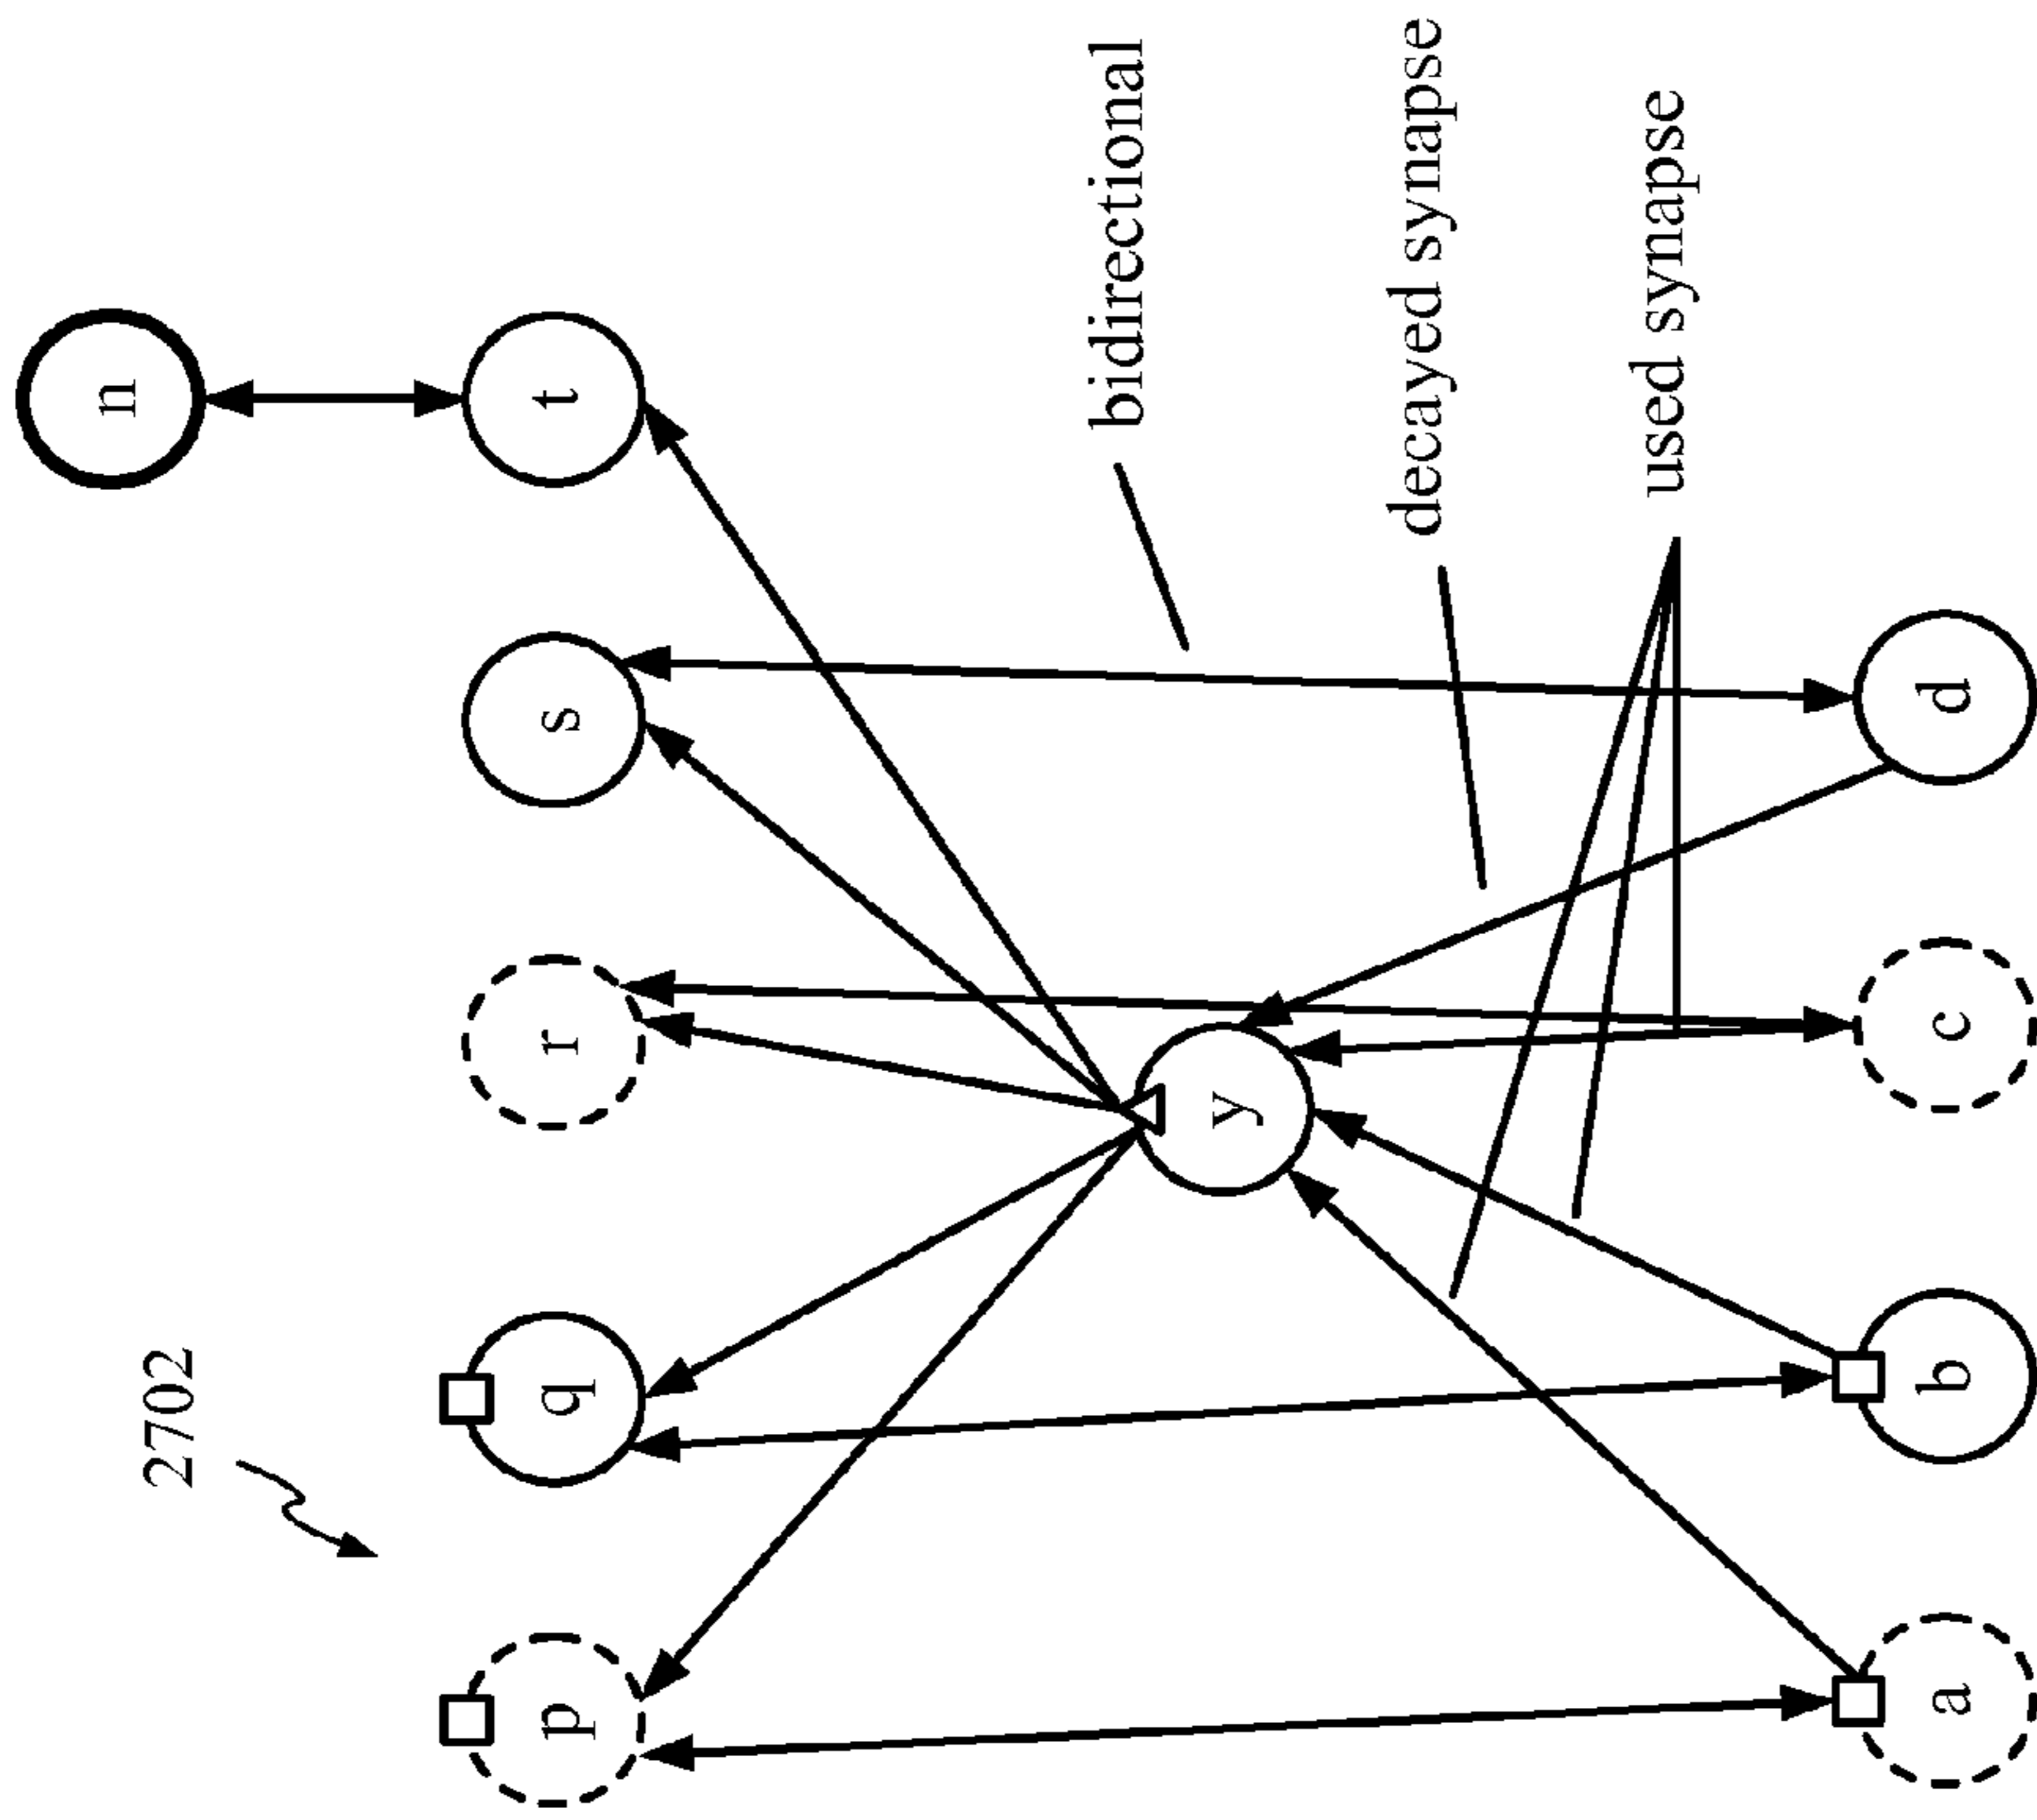 2702
n
p
q
r
s
t
bidirectional
y
decayed synapse
used synapse
a
b
c
d